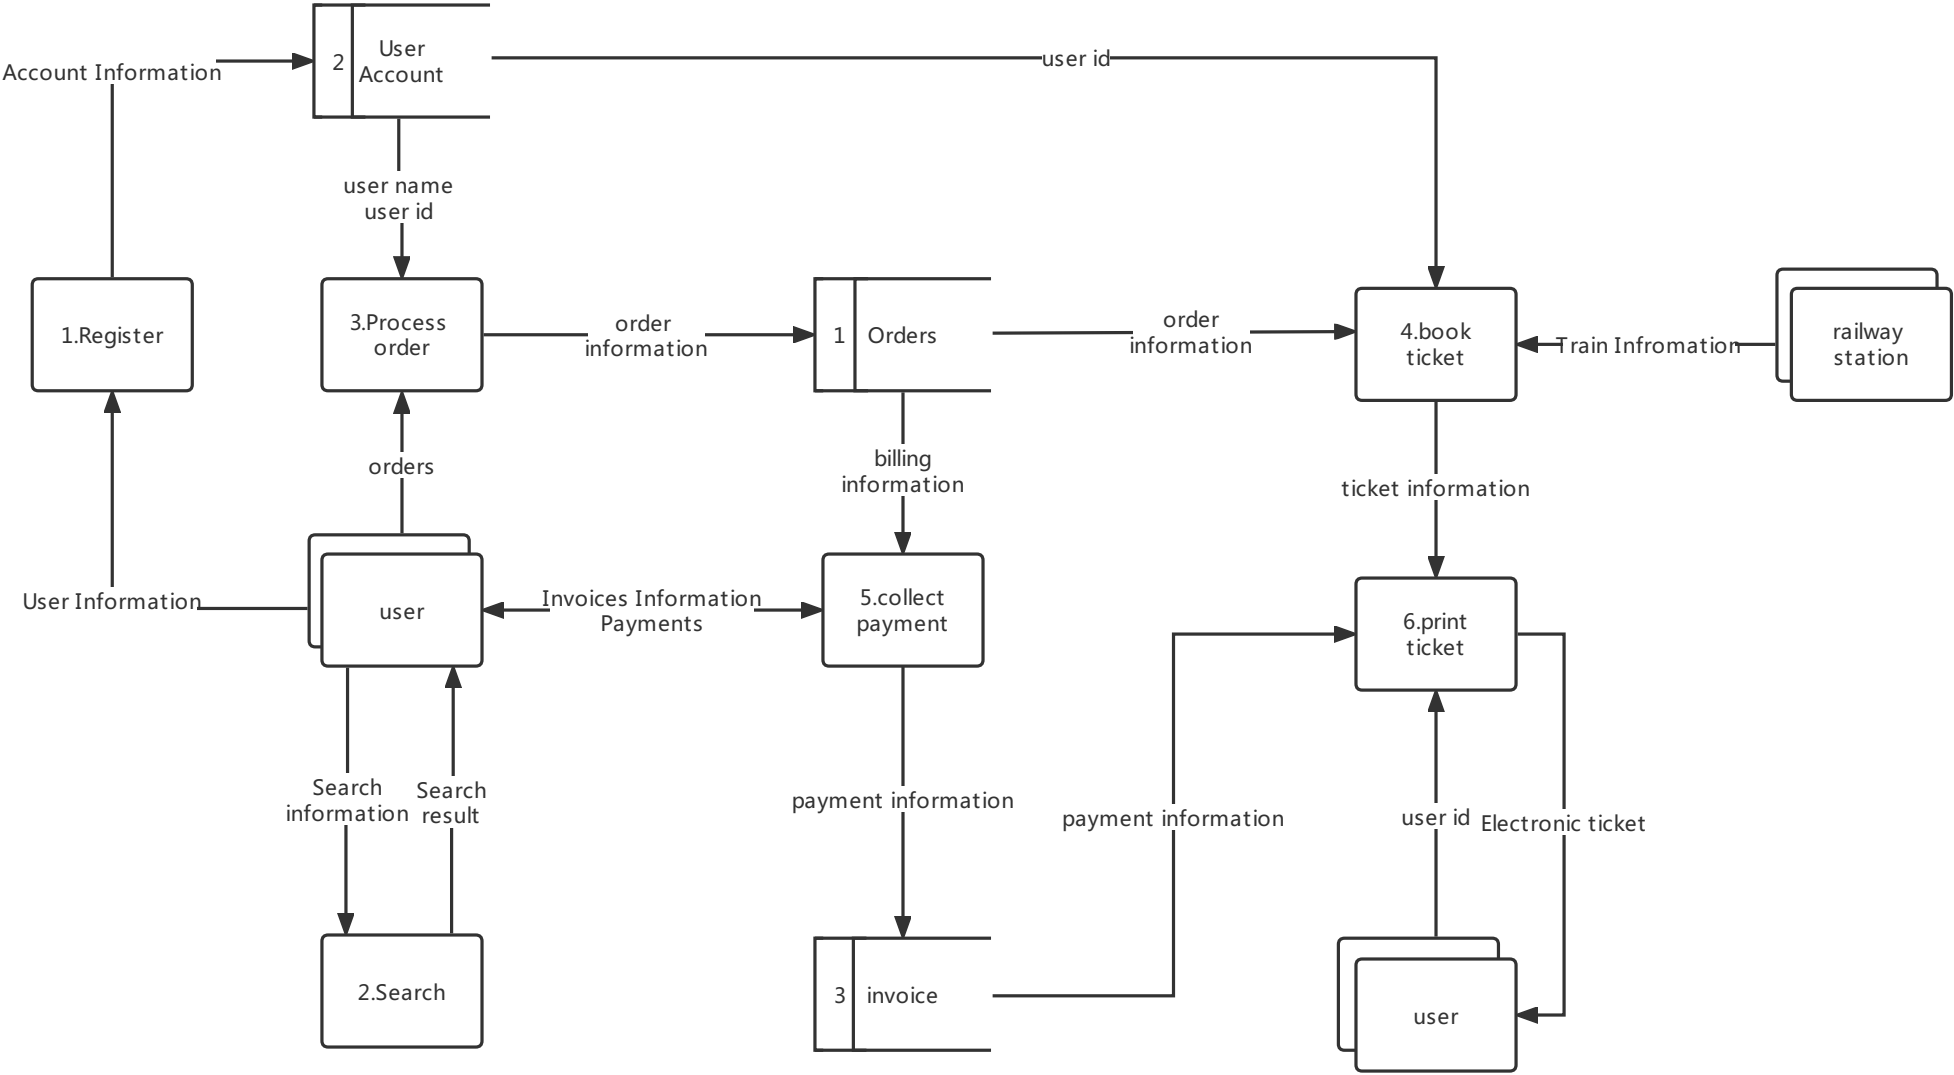 2
User
Account
Account Information
user id
user name
user id
1.Register
3.Process
order
order
information
1
Orders
order
information
4.book
ticket
Train Infromation
railway
station
orders
billing
information
ticket information
User Information
user
Invoices Information
Payments
5.collect
payment
6.print
ticket
Search
information
Search
result
payment information
payment information
user id
Electronic ticket
2.Search
3
invoice
user